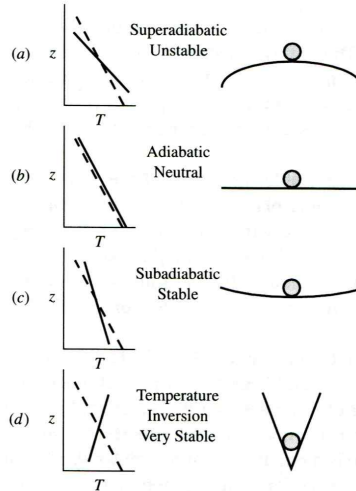 Superadiabatic
Unstable
(a)
z
T
Adiabatic
Neutral
(b)
z
T
Subadiabatic
Stable
(c)
z
T
Temperature
Inversion
Very Stable
(d)
z
T